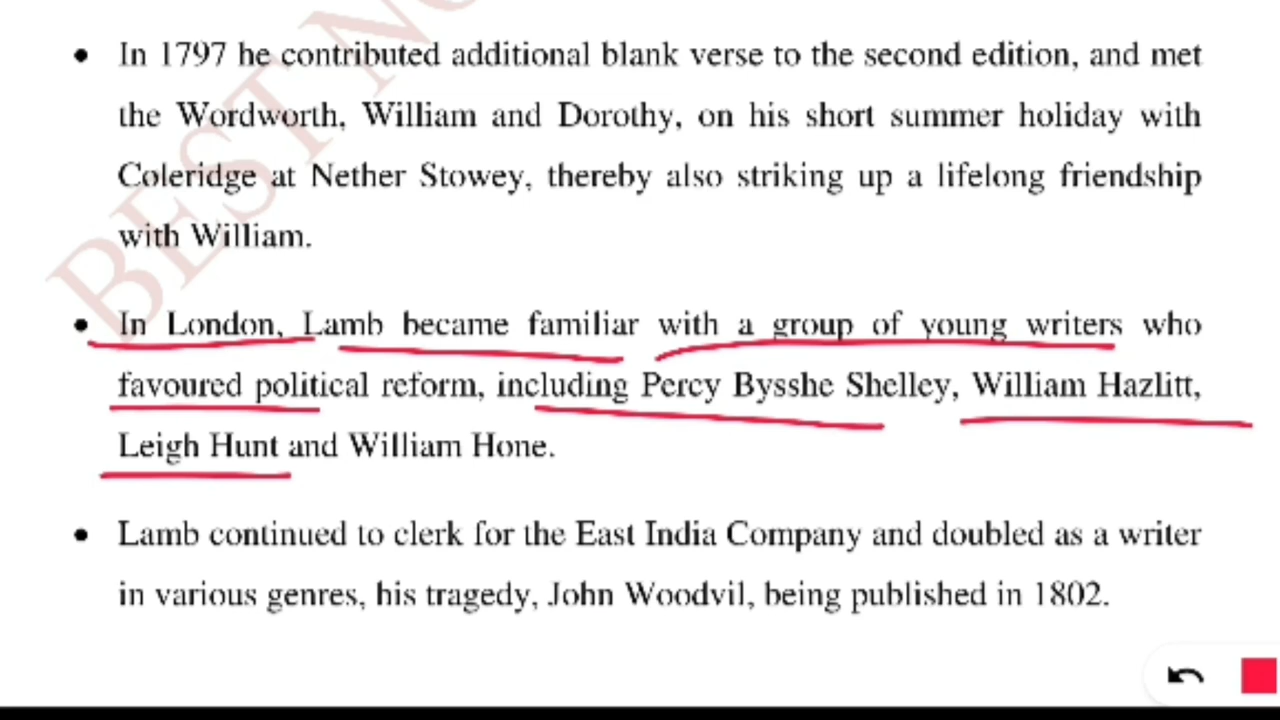 • In 1797 he contributed additional blank verse to the second edition, and met
the Wordworth, William and Dorothy, on his short summer holiday with
Coleridge at Nether Stowey, thereby also striking up a lifelong friendship
with William.
• In London, Lamb became familiar with a group of young writers who
favoured political reform, including Percy Bysshe Shelley, William Hazlitt,
Leigh Hunt and William Hone.
• Lamb continued to clerk for the East India Company and doubled as a writer
in various genres, his tragedy, John Woodvil, being published in 1802.
BEST NO